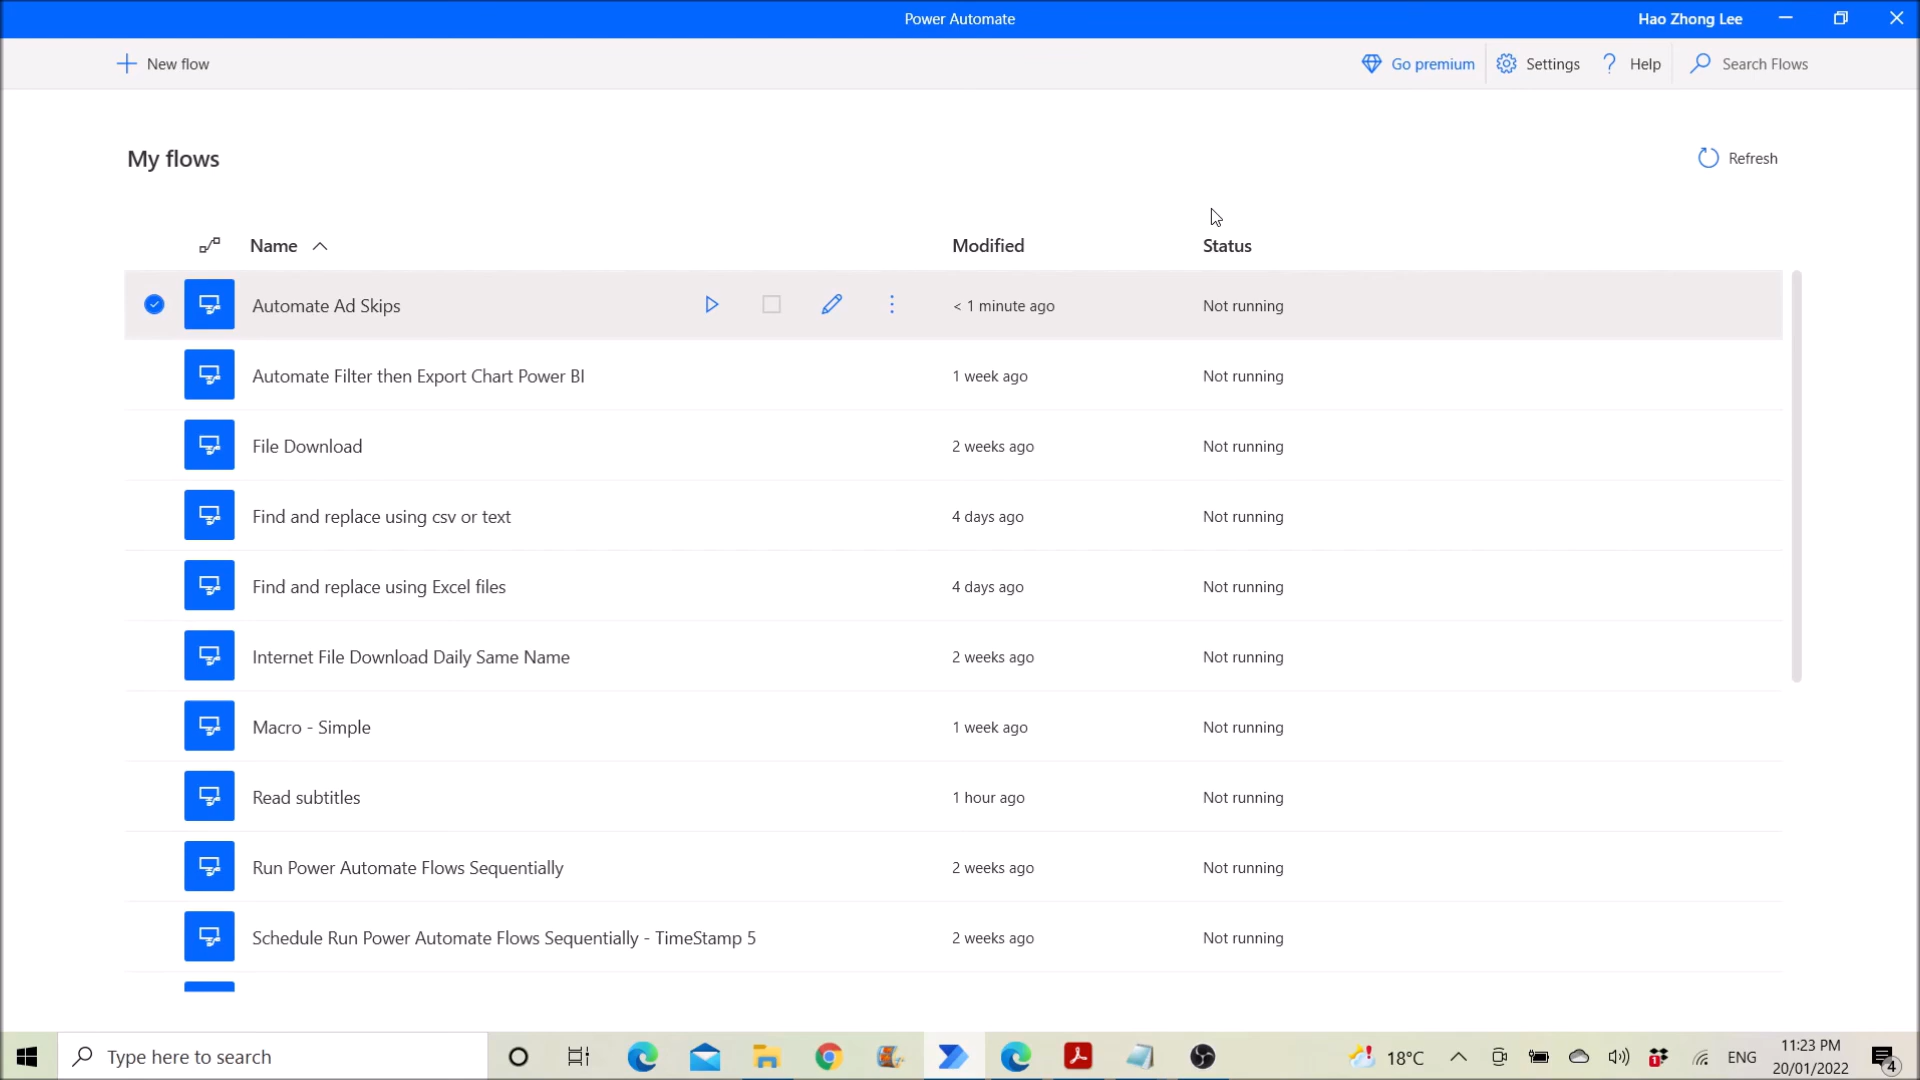 Power Automate
Hao Zhong Lee
New flow
Go premium
Settings
? Help
Search Flows
My flows
Refresh
Name Modified Status
Automate Ad Skips < 1 minute ago Not running
Automate Filter then Export Chart Power BI 1 week ago Not running
File Download 2 weeks ago Not running
Find and replace using csv or text 4 days ago Not running
Find and replace using Excel files 4 days ago Not running
Internet File Download Daily Same Name 2 weeks ago Not running
Macro - Simple 1 week ago Not running
Read subtitles 1 hour ago Not running
Run Power Automate Flows Sequentially 2 weeks ago Not running
Schedule Run Power Automate Flows Sequentially - TimeStamp 5 2 weeks ago Not running
Type here to search
18°C
1
ENG
11:23 PM
20/01/2022
4